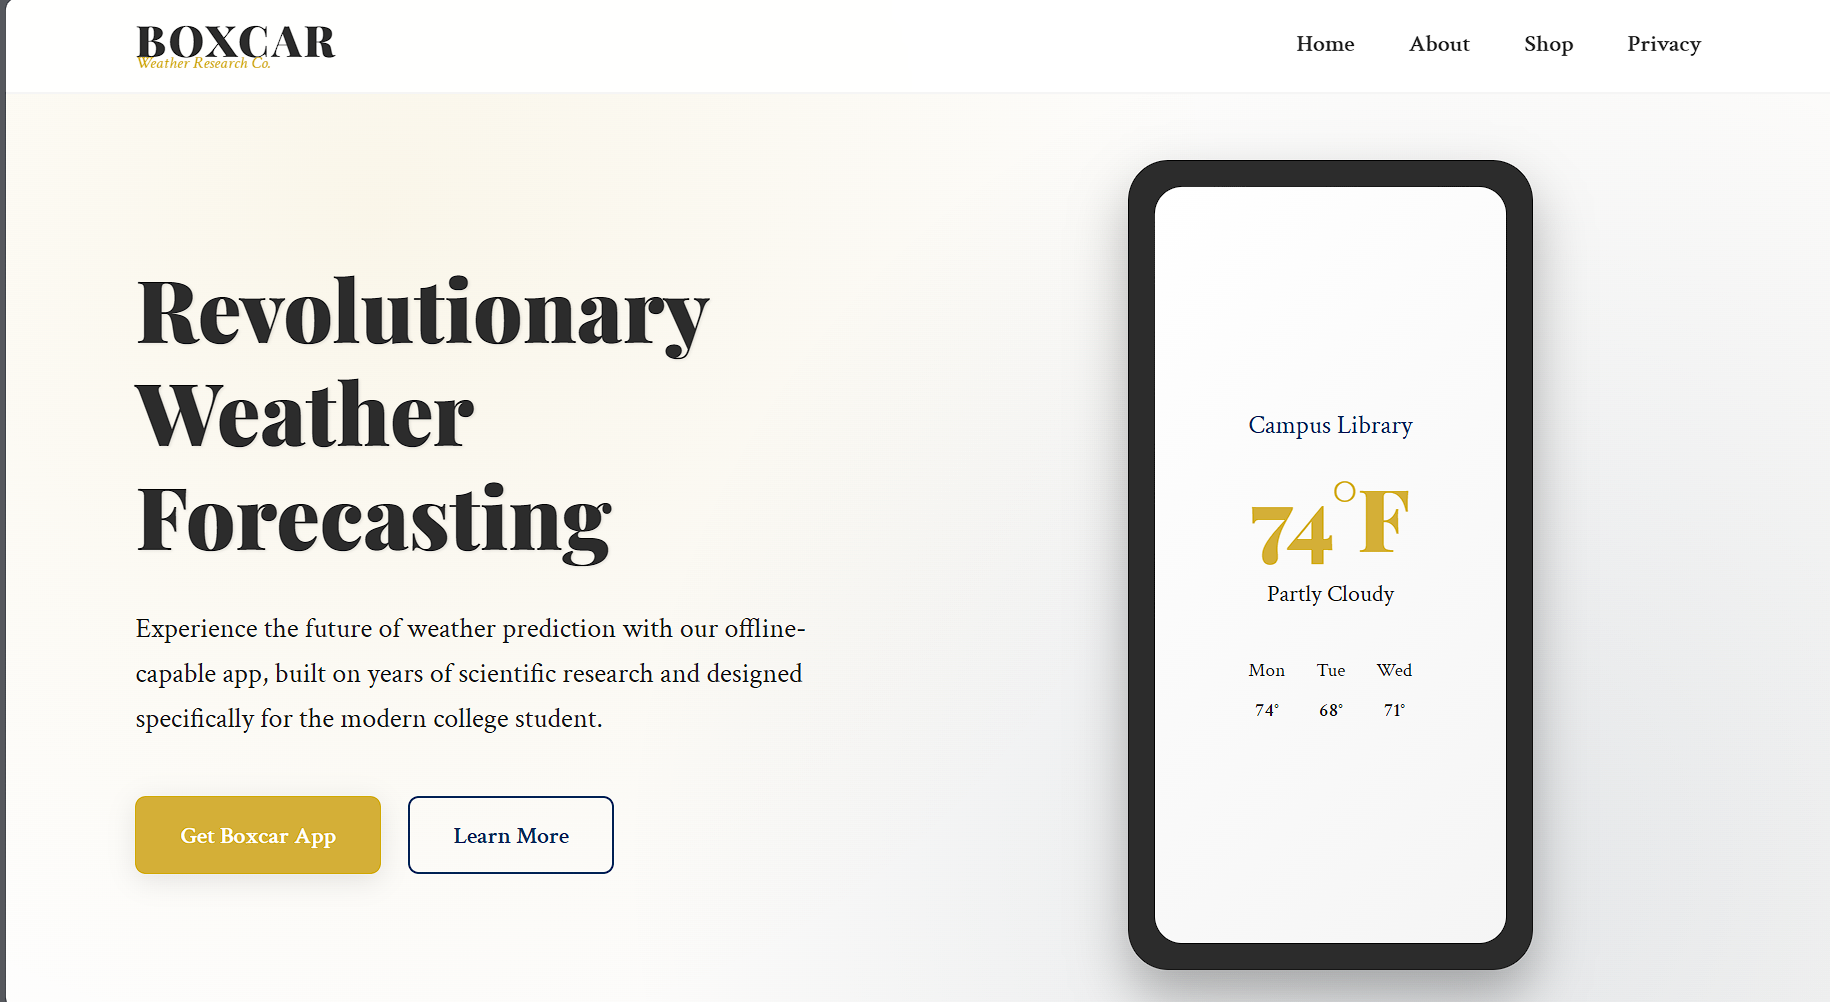 BOXCAR
Weather Research Co.
Home About Shop Privacy
Revolutionary
Weather
Forecasting
Experience the future of weather prediction with our offline-
capable app, built on years of scientific research and designed
specifically for the modern college student.
Get Boxcar App Learn More
Campus Library
74°F
Partly Cloudy
Mon Tue Wed
74° 68° 71°